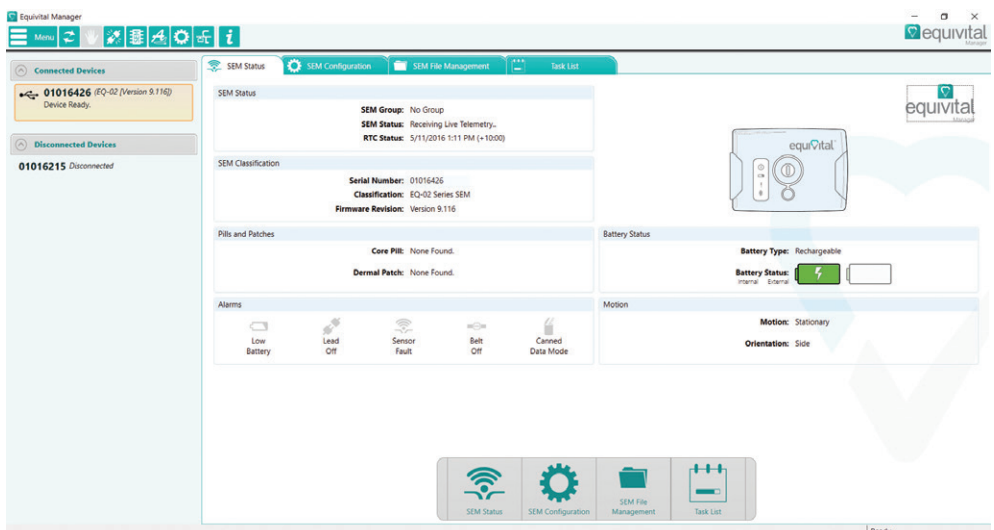 Equivital Manager
Menu
equivital
Manager
Connected Devices
01016426 (EQ-02 [Version 9.116])
Device Ready.
Disconnected Devices
01016215 Disconnected
SEM Status
SEM Configuration
SEM File Management
Task List
SEM Status
SEM Group: No Group
SEM Status: Receiving Live Telemetry..
RTC Status: 5/11/2016 1:11 PM (+10:00)
equivital
Manager
equivital
SEM Classification
Serial Number: 01016426
Classification: EQ-02 Series SEM
Firmware Revision: Version 9.116
Pills and Patches
Core Pill: None Found.
Dermal Patch: None Found.
Battery Status
Battery Type: Rechargeable
Battery Status:
Internal External
Alarms
Low
Battery
Lead
Off
Sensor
Fault
Belt
Off
Canned
Data Mode
Motion
Motion: Stationary
Orientation: Side
SEM Status
SEM Configuration
SEM File
Management
Task List